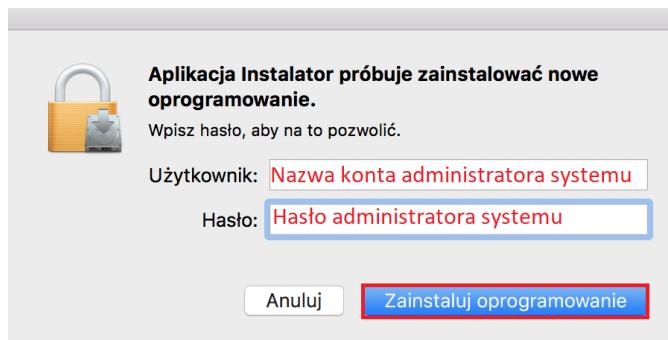 Aplikacja Instalator próbuje zainstalować nowe
oprogramowanie.
Wpisz hasło, aby na to pozwolić.
Użytkownik: Nazwa konta administratora systemu
Hasło: Hasło administratora systemu
Anuluj Zainstaluj oprogramowanie